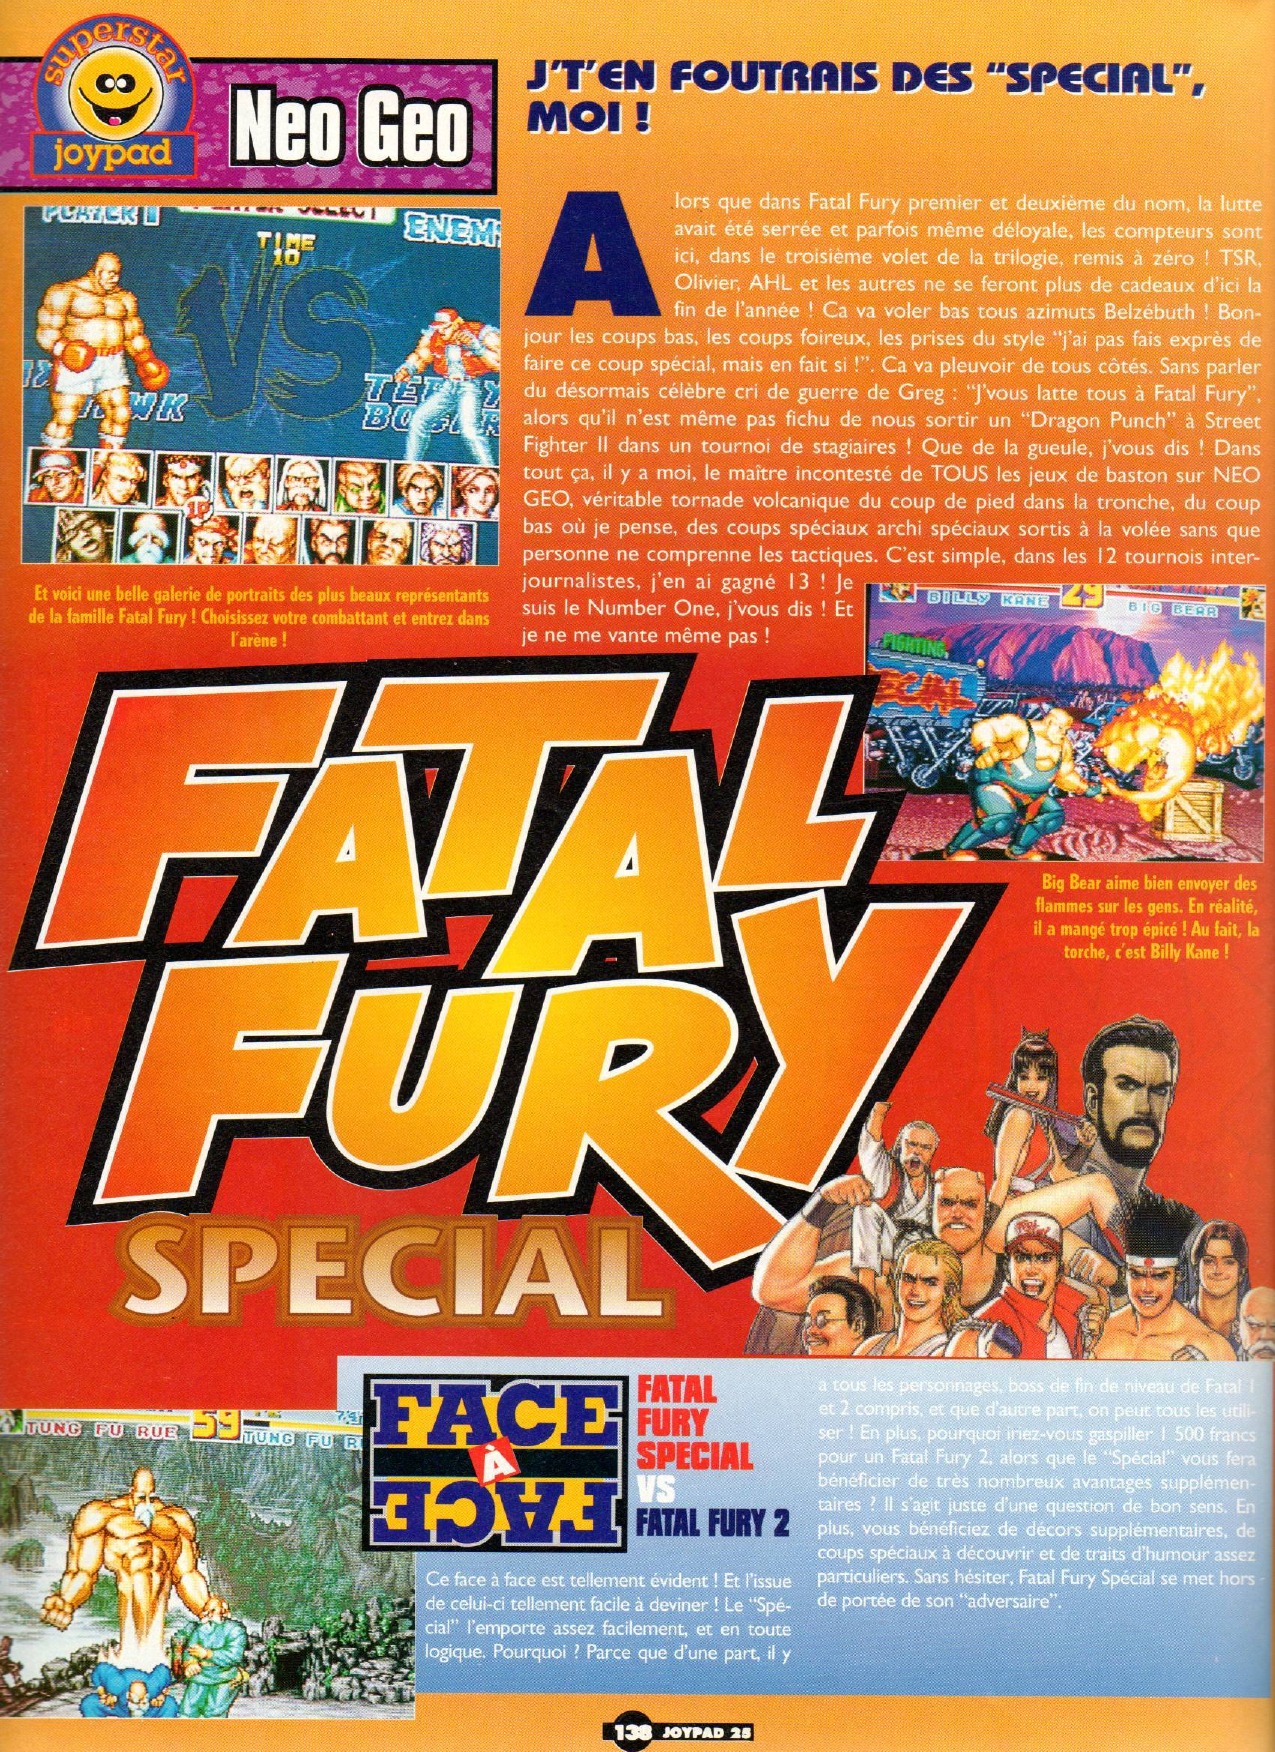 superstar
joypad
Neo Geo
J'T'EN FOUTRAIS DES "SPECIAL",
MOI !
PLAYER 1
PLAYER SELECT
ENEMY
TIME
10
VS
HAWK
TERRY
BOGARD
1P
Et voici une belle galerie de portraits des plus beaux représentants
de la famille Fatal Fury ! Choisissez votre combattant et entrez dans
l'arène !
Alors que dans Fatal Fury premier et deuxième du nom, la lutte
avait été serrée et parfois même déloyale, les compteurs sont
ici, dans le troisième volet de la trilogie, remis à zéro ! TSR,
Olivier, AHL et les autres ne se feront plus de cadeaux d'ici la
fin de l'année ! Ca va voler bas tous azimuts Belzébuth ! Bon-
jour les coups bas, les coups foireux, les prises du style "j'ai pas fais exprès de
faire ce coup spécial, mais en fait si !". Ca va pleuvoir de tous côtés. Sans parler
du désormais célèbre cri de guerre de Greg : "J'vous latte tous à Fatal Fury",
alors qu'il n'est même pas fichu de nous sortir un "Dragon Punch" à Street
Fighter II dans un tournoi de stagiaires ! Que de la gueule, j'vous dis ! Dans
tout ça, il y a moi, le maître incontesté de TOUS les jeux de baston sur NEO
GEO, véritable tornade volcanique du coup de pied dans la tronche, du coup
bas où je pense, des coups spéciaux archi spéciaux sortis à la volée sans que
personne ne comprenne les tactiques. C'est simple, dans les 12 tournois inter-
journalistes, j'en ai gagné 13 ! Je
suis le Number One, j'vous dis ! Et
je ne me vante même pas !
BILLY KANE
29
BIG BEAR
FIGHTING
Big Bear aime bien envoyer des
flammes sur les gens. En réalité,
il a mangé trop épicé ! Au fait, la
torche, c'est Billy Kane !
FATAL
FURY
SPECIAL
TUNG FU RUE
59
TUNG FU R
FACE
À
FACE
FATAL
FURY
SPECIAL
VS
FATAL FURY 2
Ce face à face est tellement évident ! Et l'issue
de celui-ci tellement facile à deviner ! Le "Spé-
cial" l'emporte assez facilement, et en toute
logique. Pourquoi ? Parce que d'une part, il y
a tous les personnages, boss de fin de niveau de Fatal 1
et 2 compris, et que d'autre part, on peut tous les utili-
ser ! En plus, pourquoi iriez-vous gaspiller 1 500 francs
pour un Fatal Fury 2, alors que le "Spécial" vous fera
bénéficier de très nombreux avantages supplémen-
taires ? Il s'agit juste d'une question de bon sens. En
plus, vous bénéficiez de décors supplémentaires, de
coups spéciaux à découvrir et de traits d'humour assez
particuliers. Sans hésiter, Fatal Fury Spécial se met hors
de portée de son "adversaire".
138 JOYPAD 25